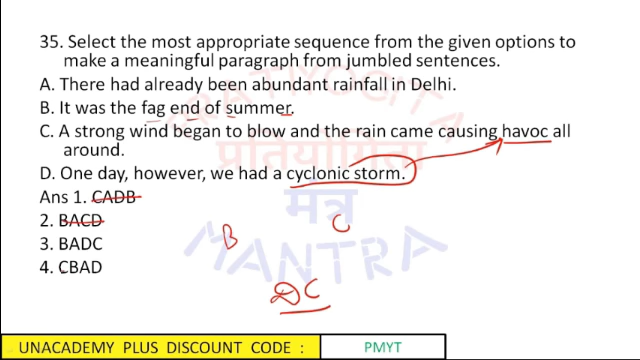 35. Select the most appropriate sequence from the given options to
make a meaningful paragraph from jumbled sentences.
A. There had already been abundant rainfall in Delhi.
B. It was the fag end of summer.
C. A strong wind began to blow and the rain came causing havoc all
around.
D. One day, however, we had a cyclonic storm.
Ans 1. CADB
2. BACD
3. BADC
4. CBAD
B
C
DC
PRATIYOGITA
प्रतियोगिता
मंत्र
MANTRA
UNACADEMY PLUS DISCOUNT CODE :
PMYT